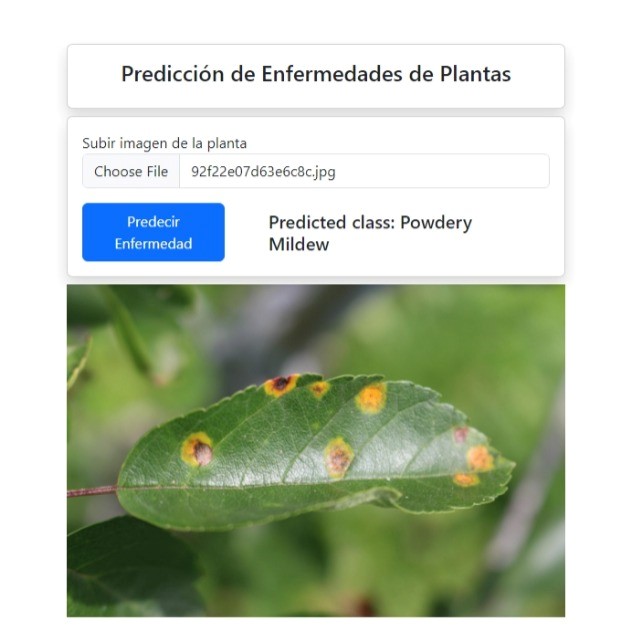 Predicción de Enfermedades de Plantas
Subir imagen de la planta
Choose File 92f22e07d63e6c8c.jpg
Predecir
Enfermedad
Predicted class: Powdery
Mildew